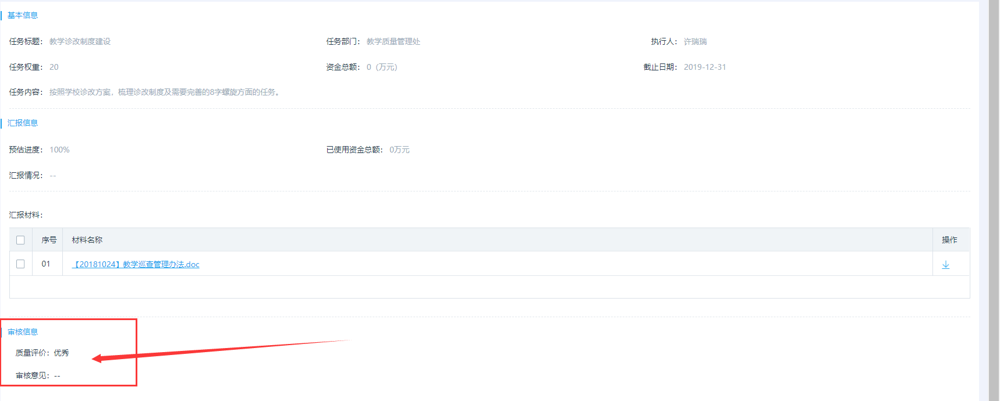 基本信息
任务标题： 教学诊改制度建设 任务部门： 教学质量管理处 执行人： 许瑞瑞
任务权重： 20 资金总额： 0（万元） 截止日期： 2019-12-31
任务内容： 按照学校诊改方案，梳理诊改制度及需要完善的8字螺旋方面的任务。
汇报信息
预估进度： 100% 已使用资金总额： 0万元
汇报情况： --
汇报材料：
序号 材料名称 操作
01 【20181024】教学巡查管理办法.doc
审核信息
质量评价：优秀
审核意见：--